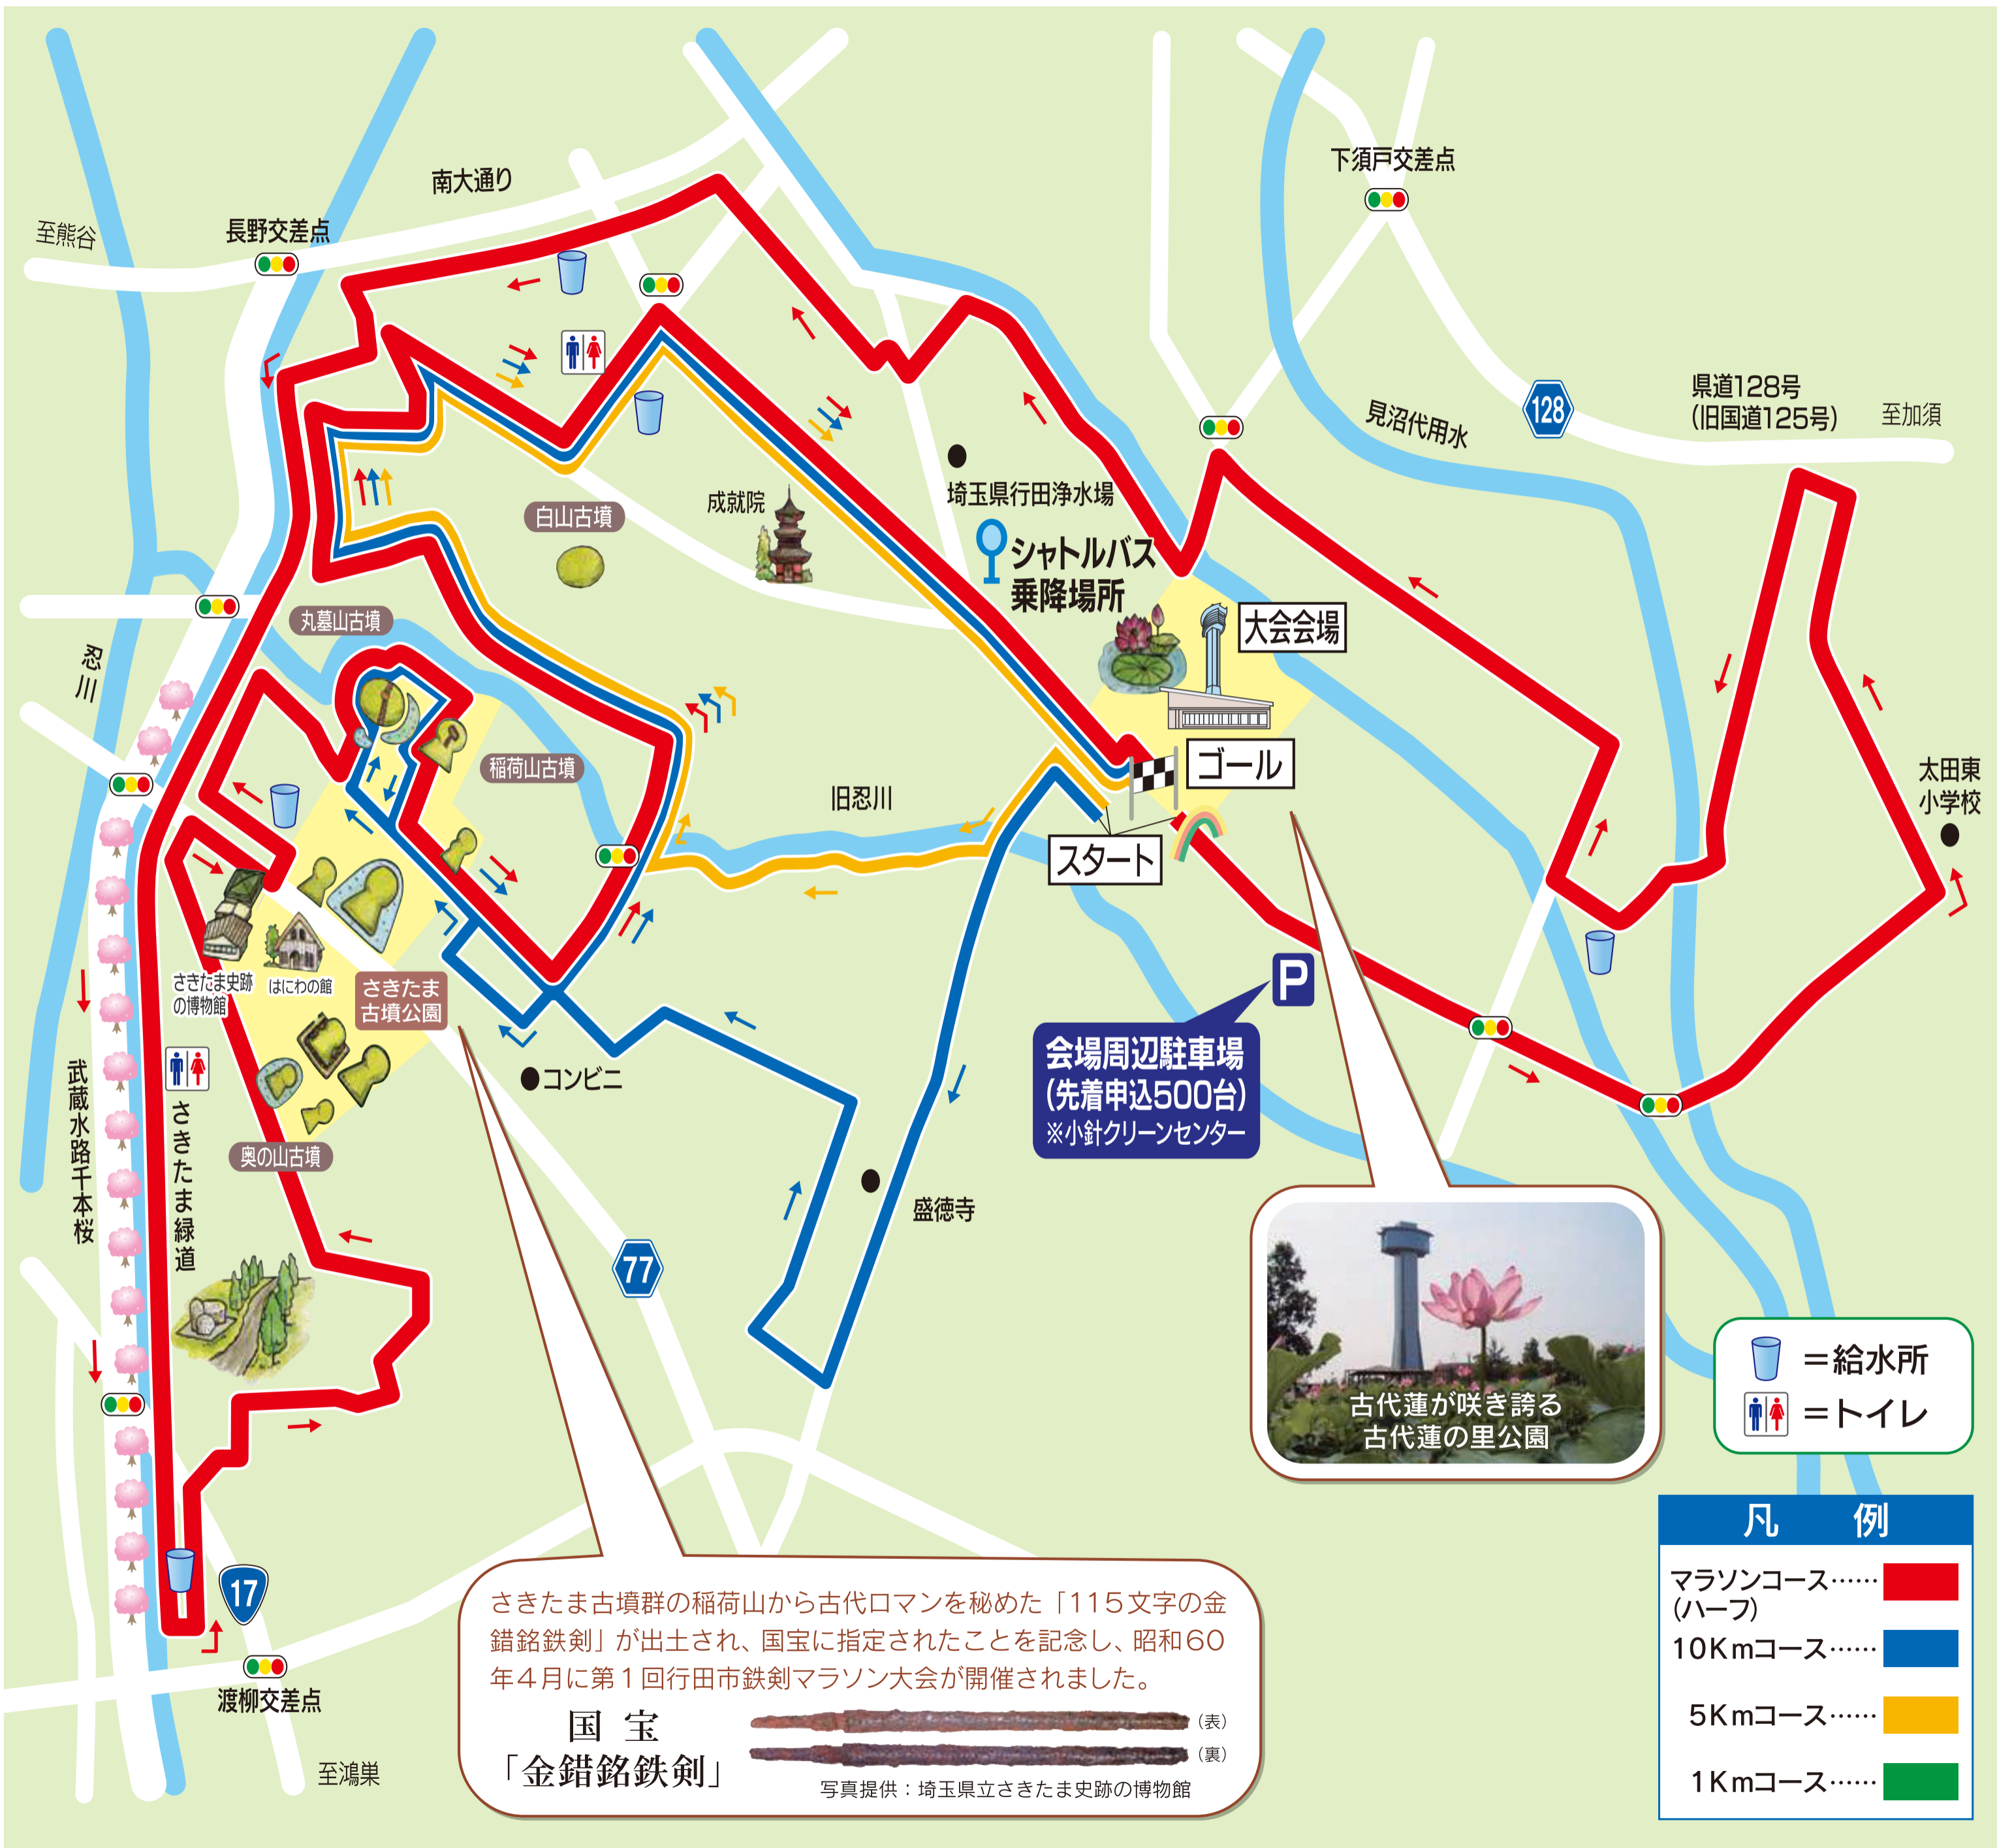 南大通り
下須戸交差点
長野交差点
至熊谷
128
県道128号
(旧国道125号)
至加須
見沼代用水
埼玉県行田浄水場
成就院
白山古墳
シャトルバス
乗降場所
丸墓山古墳
大会会場
忍川
稲荷山古墳
ゴール
旧忍川
太田東
小学校
スタート
さきたま史跡
の博物館
はにわの館
さきたま
古墳公園
P
会場周辺駐車場
(先着申込500台)
※小針クリーンセンター
コンビニ
武蔵水路千本桜
さきたま緑道
奥の山古墳
盛徳寺
77
古代蓮が咲き誇る
古代蓮の里公園
=給水所
=トイレ
17
渡柳交差点
至鴻巣
さきたま古墳群の稲荷山から古代ロマンを秘めた「115文字の金
錯銘鉄剣」が出土され、国宝に指定されたことを記念し、昭和60
年4月に第1回行田市鉄剣マラソン大会が開催されました。
国宝
「金錯銘鉄剣」
(表)
(裏)
写真提供:埼玉県立さきたま史跡の博物館
凡 例
マラソンコース……
(ハーフ)
10Kmコース……
5Kmコース……
1Kmコース……